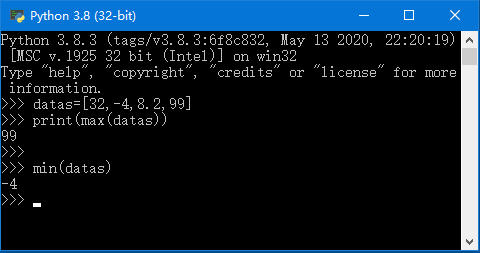 Python 3.8 (32-bit)
Python 3.8.3 (tags/v3.8.3:6f8c832, May 13 2020, 22:20:19)
[MSC v.1925 32 bit (Intel)] on win32
Type "help", "copyright", "credits" or "license" for more
information.
>>> datas=[32,-4,8.2,99]
>>> print(max(datas))
99
>>>
>>> min(datas)
-4
>>>